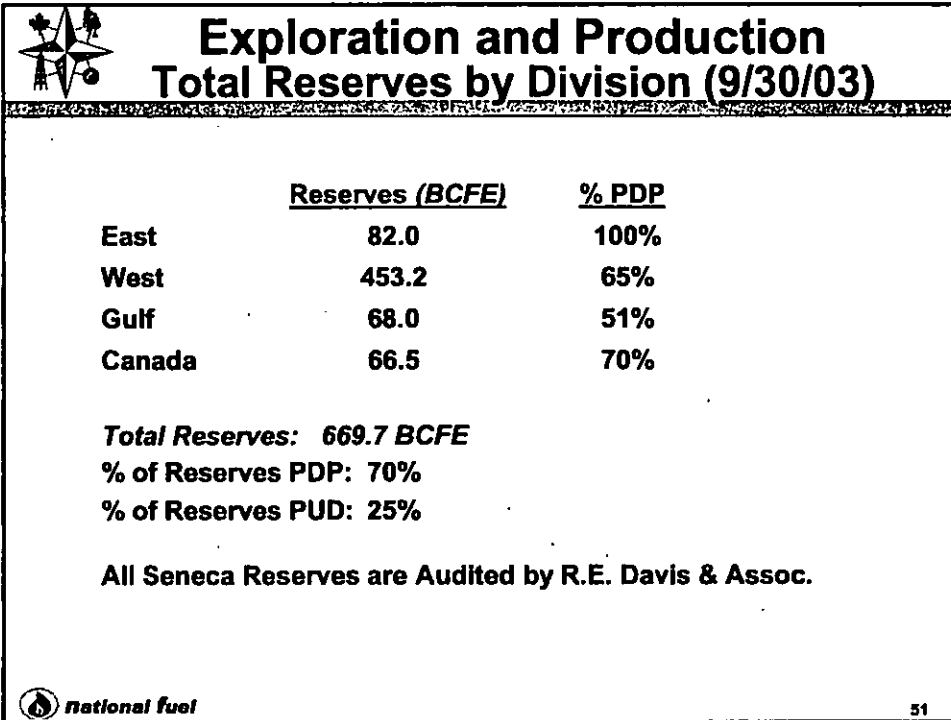 Exploration and Production
Total Reserves by Division (9/30/03)
Reserves (BCFE) % PDP
East 82.0 100%
West 453.2 65%
Gulf 68.0 51%
Canada 66.5 70%
Total Reserves: 669.7 BCFE
% of Reserves PDP: 70%
% of Reserves PUD: 25%
All Seneca Reserves are Audited by R.E. Davis & Assoc.
national fuel 51